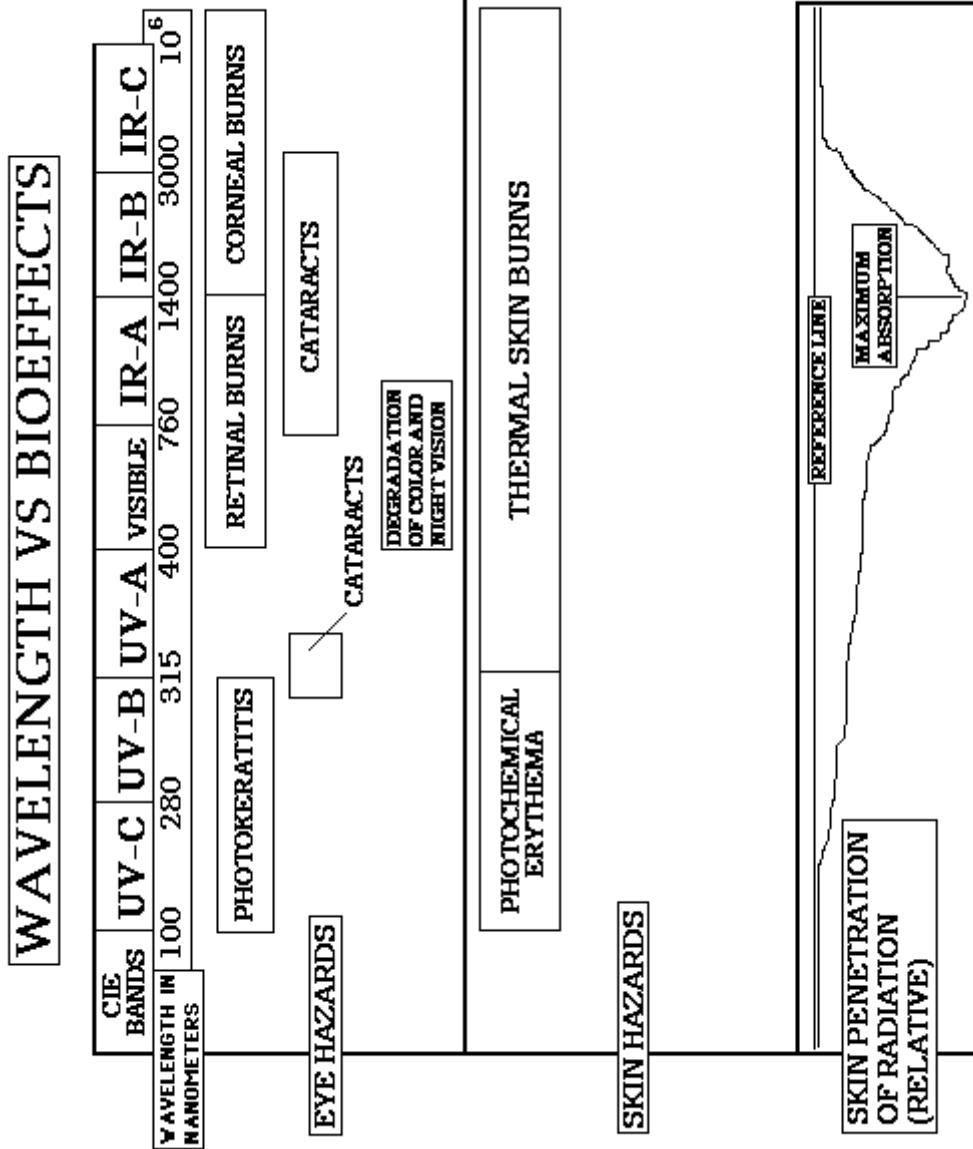 WAVELENGTH VS BIOEFFECTS
CIE
BANDS
UV-C UV-B UV-A VISIBLE IR-A IR-B IR-C
WAVELENGTH IN
NANOMETERS
100 280 315 400 760 1400 3000 10⁶
EYE HAZARDS
PHOTOKERATITIS
RETINAL BURNS
CORNEAL BURNS
CATARACTS
CATARACTS
DEGRADATION
OF COLOR AND
NIGHT VISION
SKIN HAZARDS
PHOTOCHEMICAL
ERYTHEMA
THERMAL SKIN BURNS
SKIN PENETRATION
OF RADIATION
(RELATIVE)
REFERENCE LINE
MAXIMUM
ABSORPTION